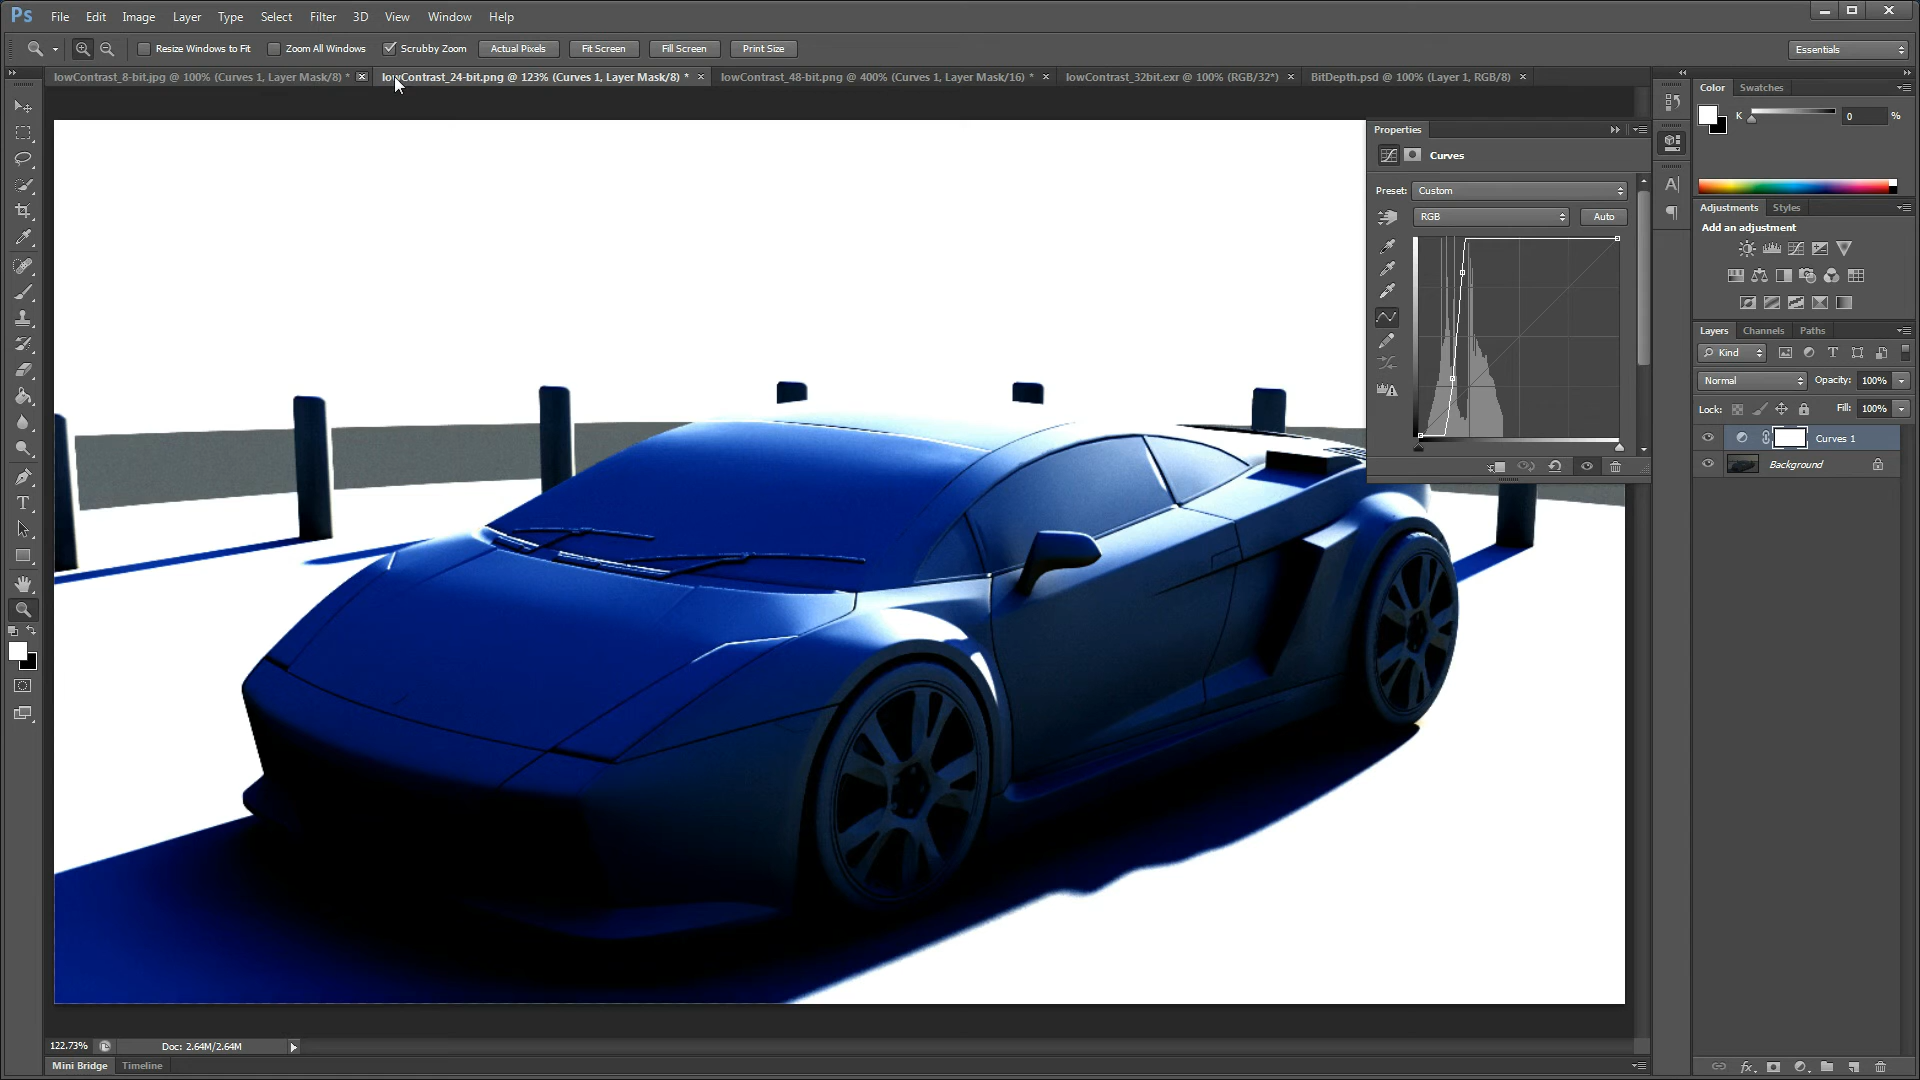 Ps File Edit Image Layer Type Select Filter 3D View Window Help
Resize Windows to Fit Zoom All Windows Scrubby Zoom Actual Pixels Fit Screen Fill Screen Print Size Essentials
lowContrast_8-bit.jpg @ 100% (Curves 1, Layer Mask/8) * lowContrast_24-bit.png @ 123% (Curves 1, Layer Mask/8) * lowContrast_48-bit.png @ 400% (Curves 1, Layer Mask/16) * lowContrast_32bit.exr @ 100% (RGB/32*) BitDepth.psd @ 100% (Layer 1, RGB/8)
Color Swatches
K 0 %
Properties
Curves
Preset: Custom
RGB Auto
Adjustments Styles
Add an adjustment
Layers Channels Paths
Kind
Normal Opacity: 100%
Lock: Fill: 100%
Curves 1
Background
122.73% Doc: 2.64M/2.64M
Mini Bridge Timeline